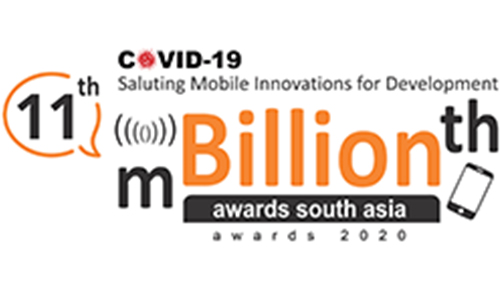 COVID-19
Saluting Mobile Innovations for Development
11th
mBillionth
awards south asia
awards 2020